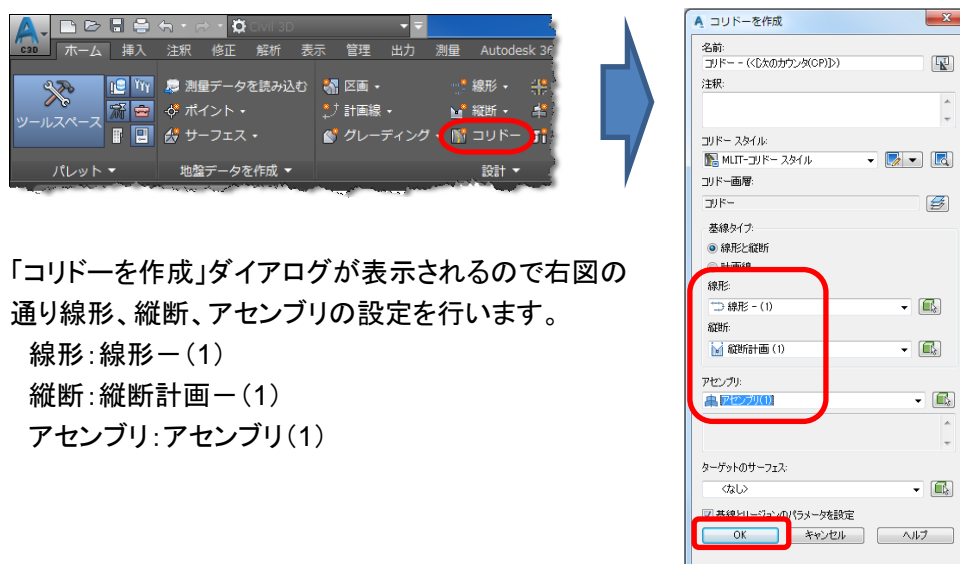 Civil 3D
C3D
ホーム 挿入 注釈 修正 解析 表示 管理 出力 測量 Autodesk 36
ツールスペース
測量データを読み込む
ポイント
サーフェス
区画
計画線
グレーディング
線形
縦断
コリドー
パレット
地盤データを作成
設計
「コリドーを作成」ダイアログが表示されるので右図の
通り線形、縦断、アセンブリの設定を行います。
線形：線形－（1）
縦断：縦断計画－（1）
アセンブリ：アセンブリ（1）
コリドーを作成
名前:
コリドー - (<[次のカウンタ(CP)]>)
注釈:
コリドー スタイル:
MLIT-コリドー スタイル
コリドー画層:
コリドー
基線タイプ:
線形と縦断
計画線
線形:
線形 - (1)
縦断:
縦断計画 (1)
アセンブリ:
アセンブリ(1)
ターゲットのサーフェス:
<なし>
基線とリージョンのパラメータを設定
OK キャンセル ヘルプ